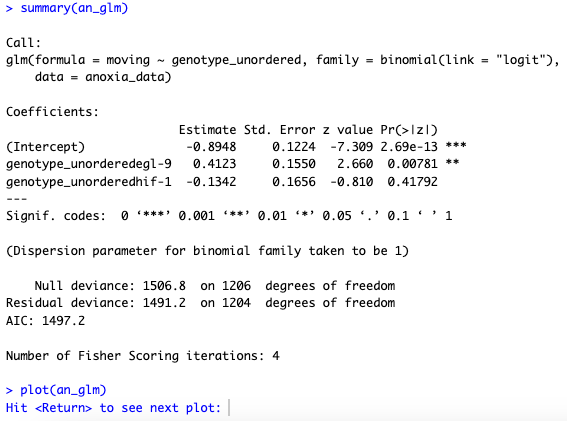 > summary(an_glm)
Call:
glm(formula = moving ~ genotype_unordered, family = binomial(link = "logit"),
    data = anoxia_data)
Coefficients:
                        Estimate Std. Error z value Pr(>|z|)
(Intercept)              -0.8948     0.1224  -7.309 2.69e-13 ***
genotype_unorderedegl-9   0.4123     0.1550   2.660  0.00781 **
genotype_unorderedhif-1  -0.1342     0.1656  -0.810  0.41792
---
Signif. codes:  0 ‘***’ 0.001 ‘**’ 0.01 ‘*’ 0.05 ‘.’ 0.1 ‘ ’ 1
(Dispersion parameter for binomial family taken to be 1)
    Null deviance: 1506.8  on 1206  degrees of freedom
Residual deviance: 1491.2  on 1204  degrees of freedom
AIC: 1497.2
Number of Fisher Scoring iterations: 4
> plot(an_glm)
Hit <Return> to see next plot: